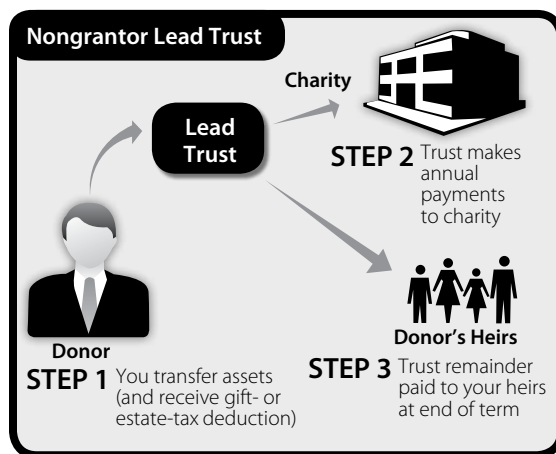 Nongrantor Lead Trust
Charity
Lead
Trust
STEP 2 Trust makes
annual
payments
to charity
Donor
STEP 1 You transfer assets
(and receive gift- or
estate-tax deduction)
Donor's Heirs
STEP 3 Trust remainder
paid to your heirs
at end of term